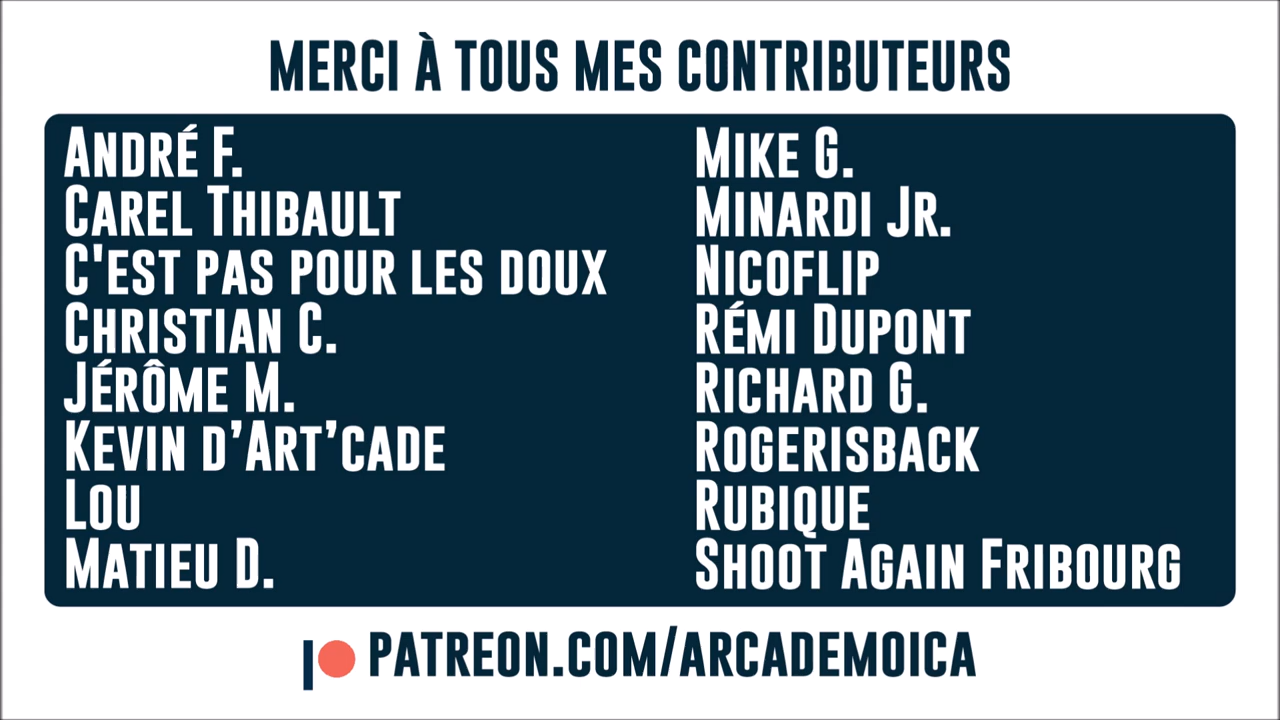 MERCI À TOUS MES CONTRIBUTEURS
ANDRÉ F.
CAREL THIBAULT
C'EST PAS POUR LES DOUX
CHRISTIAN C.
JÉRÔME M.
KEVIN D’ART’CADE
LOU
MATIEU D.
MIKE G.
MINARDI JR.
NICOFLIP
RÉMI DUPONT
RICHARD G.
ROGERISBACK
RUBIQUE
SHOOT AGAIN FRIBOURG
PATREON.COM/ARCADEMOICA